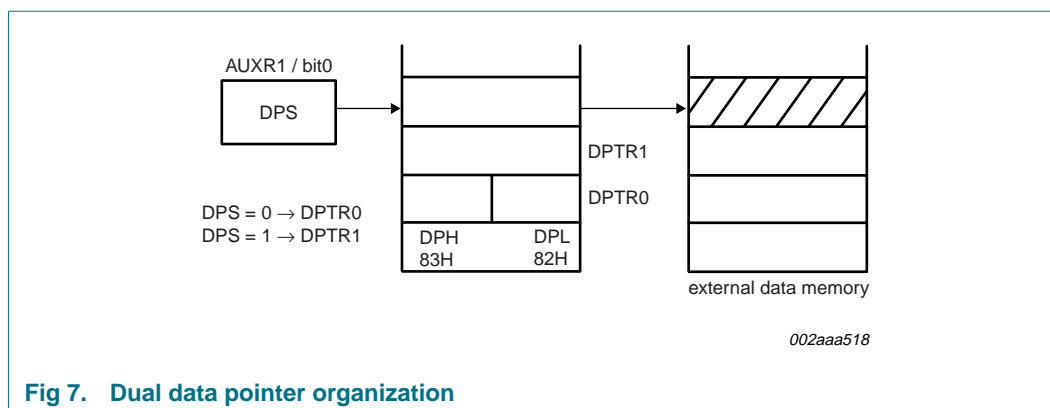 AUXR1 / bit0
DPS
DPTR1
DPTR0
DPS = 0 → DPTR0
DPS = 1 → DPTR1
DPH DPL
83H 82H
external data memory
002aaa518
Fig 7. Dual data pointer organization